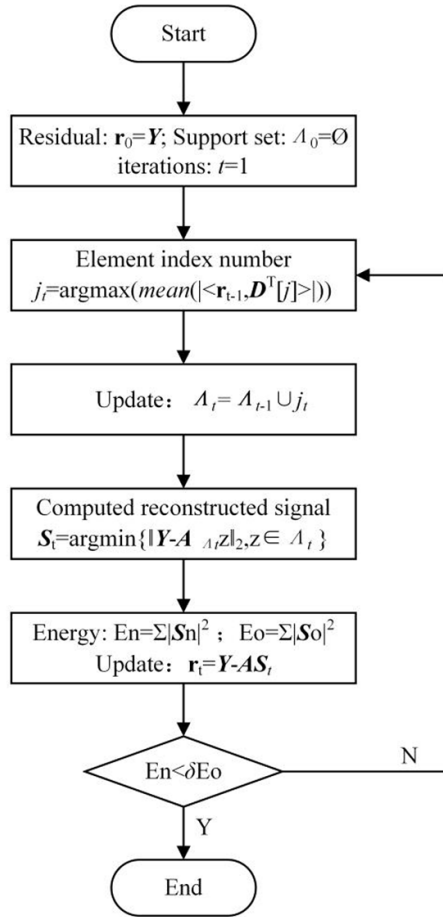 Start
Residual: r₀=Y; Support set: Λ₀=Ø
iterations: t=1
Element index number
jₜ=argmax(mean(|<rₜ₋₁,Dᵀ[j]>|))
Update： Λₜ= Λₜ₋₁∪jₜ
Computed reconstructed signal
Sₜ=argmin{‖Y-A Λₜz‖₂,z∈ Λₜ }
Energy: En=Σ|Sn|²； Eo=Σ|So|²
Update：rₜ=Y-ASₜ
En<δEo
N
Y
End